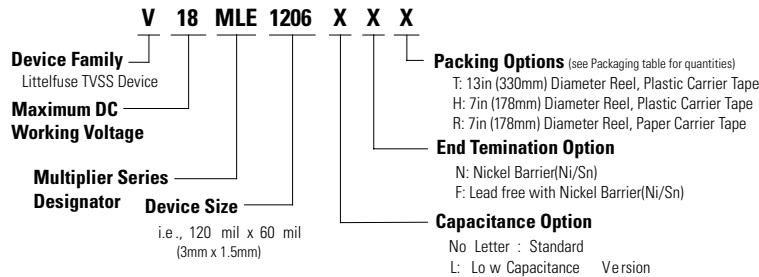 V 18 MLE 1206 X X X
Device Family
Littelfuse TVSS Device
Maximum DC
Working Voltage
Multiplier Series
Designator
Device Size
i.e., 120 mil x 60 mil
(3mm x 1.5mm)
Packing Options (see Packaging table for quantities)
T: 13in (330mm) Diameter Reel, Plastic Carrier Tape
H: 7in (178mm) Diameter Reel, Plastic Carrier Tape
R: 7in (178mm) Diameter Reel, Paper Carrier Tape
End Temination Option
N: Nickel Barrier(Ni/Sn)
F: Lead free with Nickel Barrier(Ni/Sn)
Capacitance Option
No Letter : Standard
L: Lo w Capacitance Ve rsion